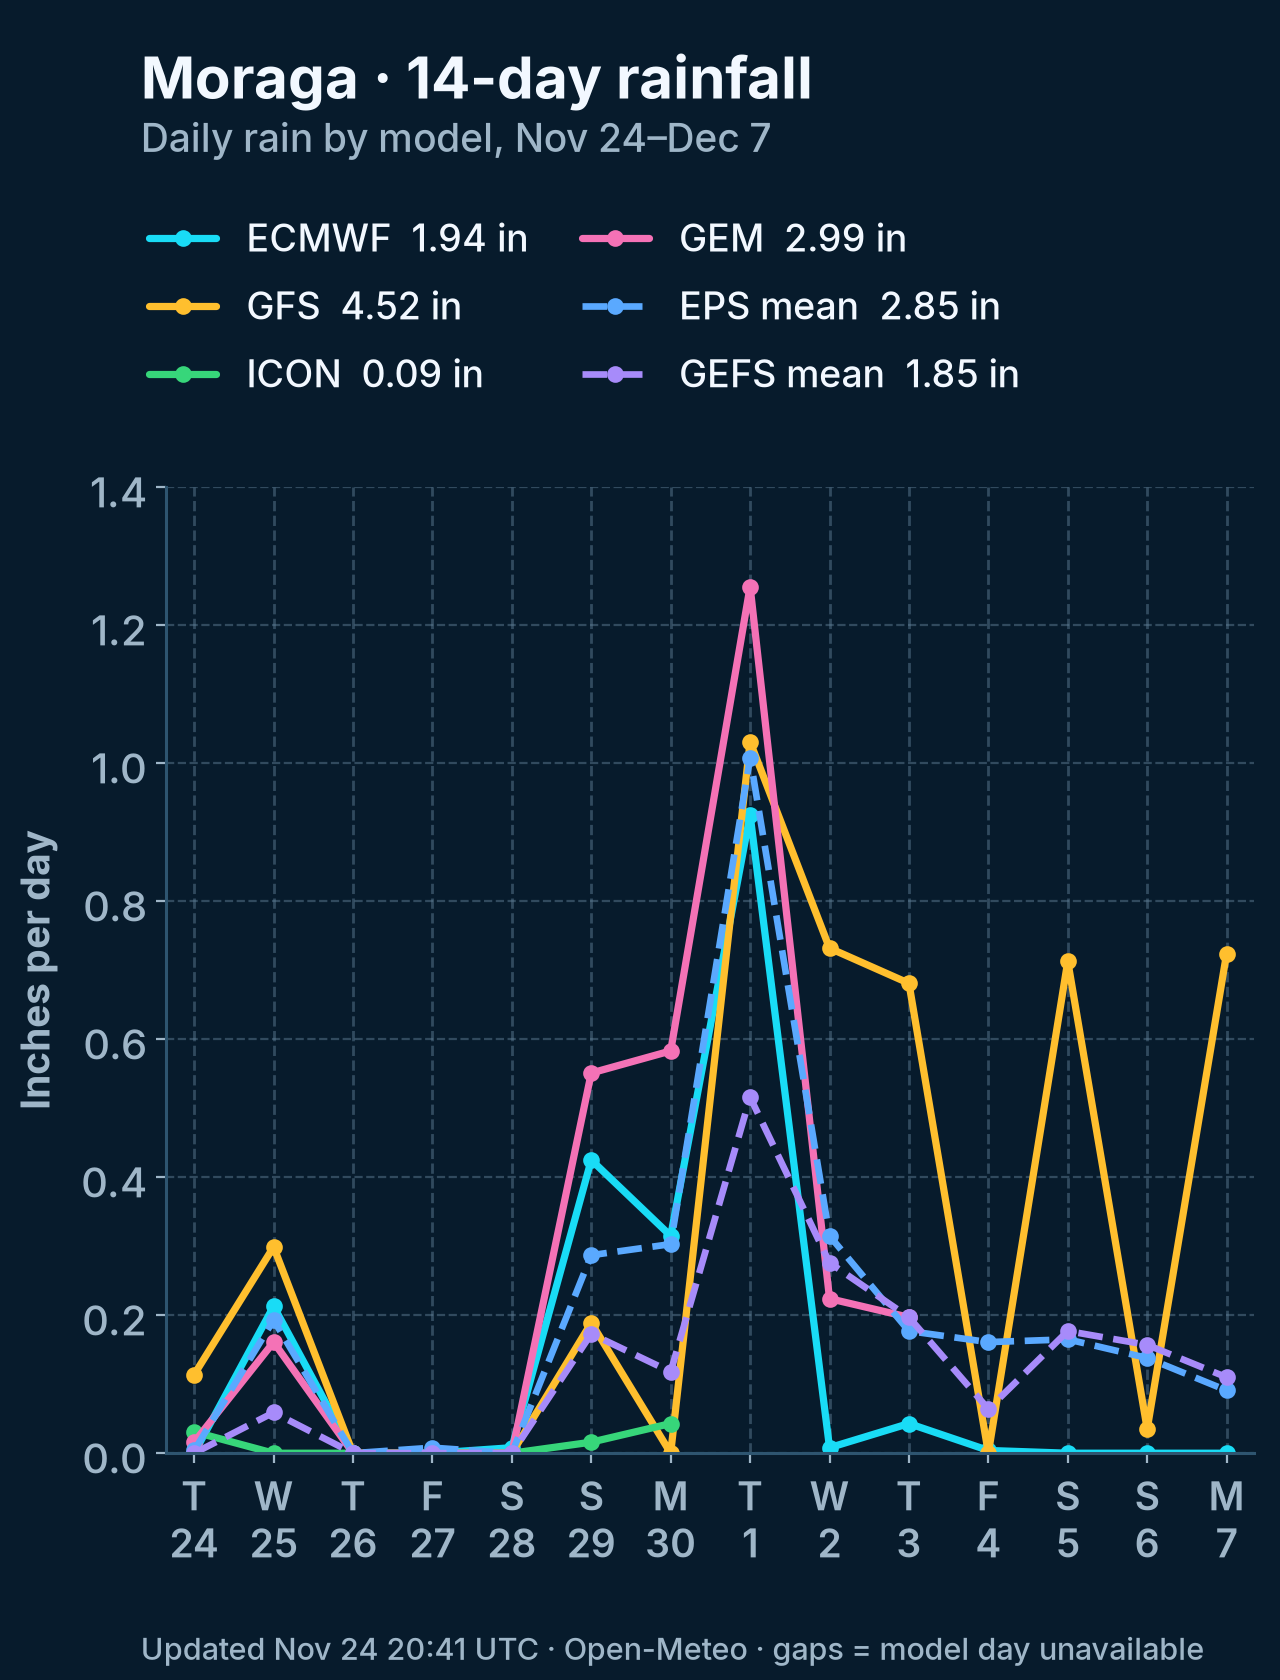 Moraga · 14-day rainfall
Daily rain by model, Nov 24–Dec 7
ECMWF 1.94 in GEM 2.99 in
GFS 4.52 in EPS mean 2.85 in
ICON 0.09 in GEFS mean 1.85 in
Inches per day
1.4
1.2
1.0
0.8
0.6
0.4
0.2
0.0
T W T F S S M T W T F S S M
24 25 26 27 28 29 30 1 2 3 4 5 6 7
Updated Nov 24 20:41 UTC · Open-Meteo · gaps = model day unavailable